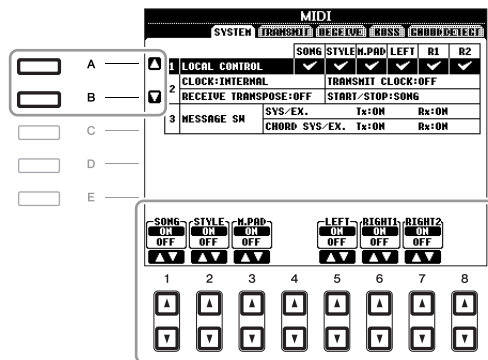 MIDI
SYSTEM TRANSMIT RECEIVE BASS CHORD DETECT
SONG STYLE M.PAD LEFT R1 R2
A
1 LOCAL CONTROL
2 CLOCK:INTERNAL TRANSMIT CLOCK:OFF
B
RECEIVE TRANSPOSE:OFF START/STOP:SONG
3 MESSAGE SW SYS/EX. Tx:ON Rx:ON
CHORD SYS/EX. Tx:ON Rx:ON
C
D
E
SONG STYLE M.PAD LEFT RIGHT1 RIGHT2
ON ON ON ON ON ON
OFF OFF OFF OFF OFF OFF
1 2 3 4 5 6 7 8